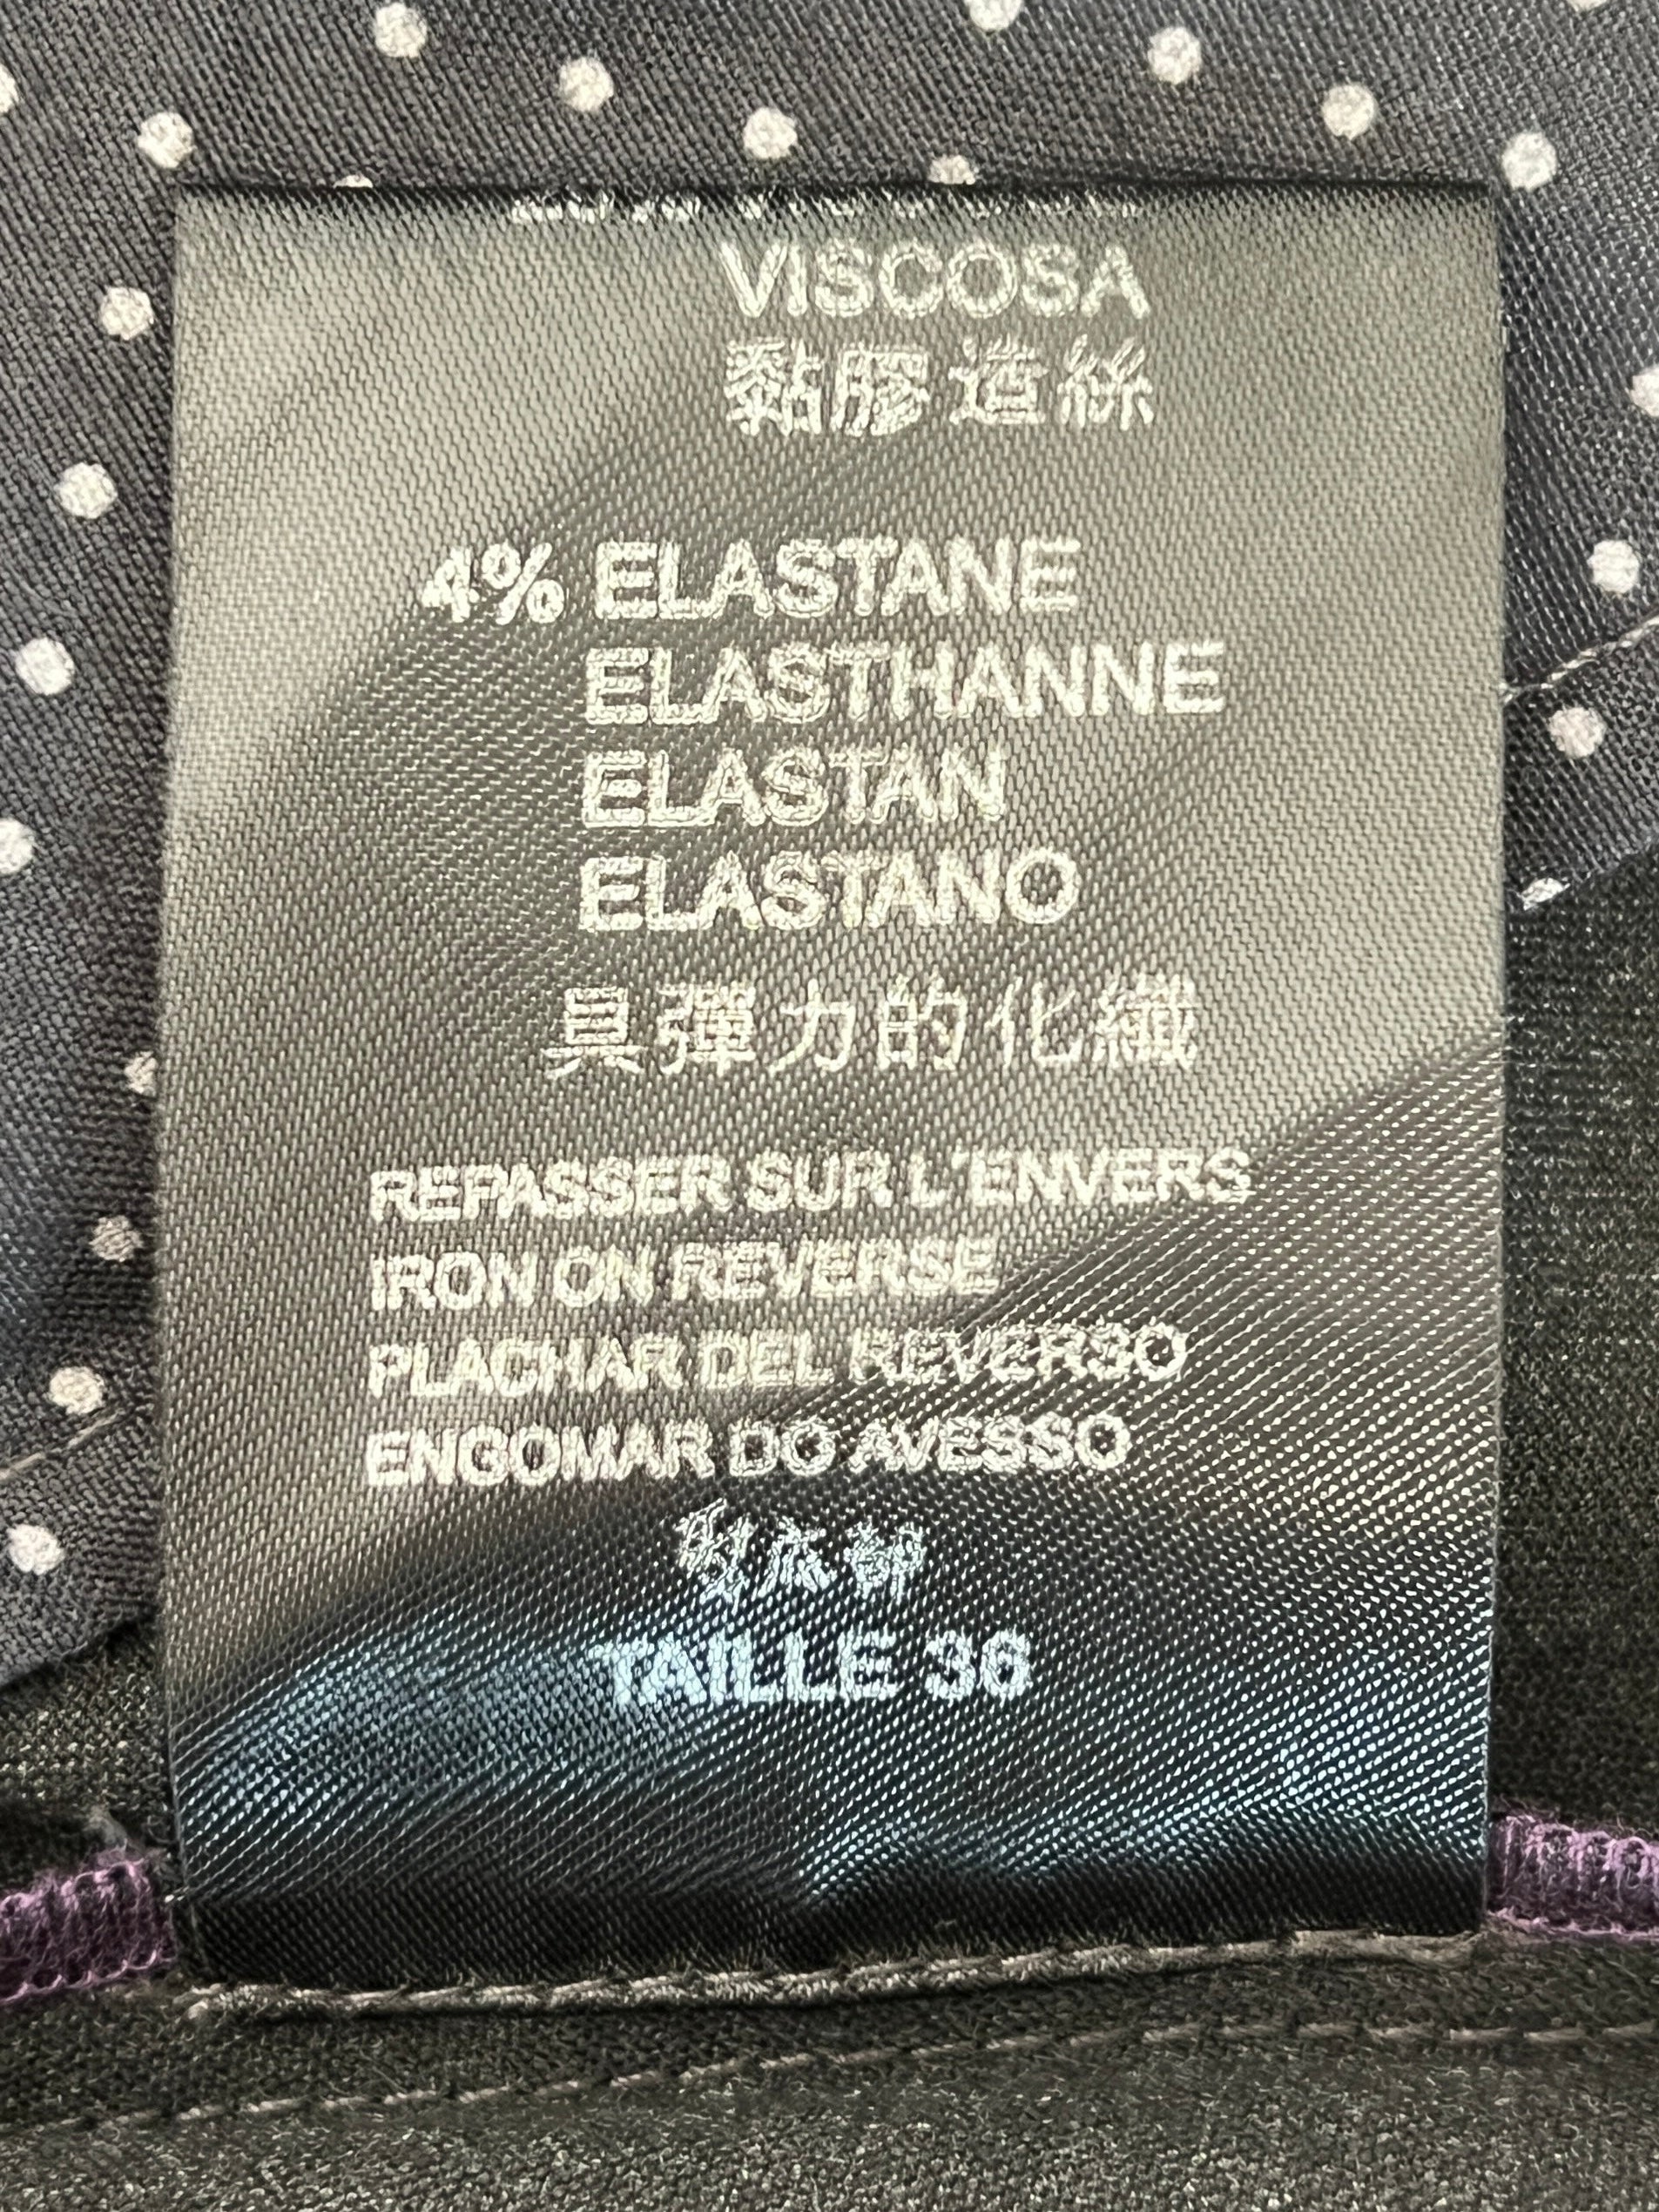 VISCOSA
黏膠造絲
4% ELASTANE
ELASTHANNE
ELASTAN
ELASTANO
具彈力的化纖
REPASSER SUR L'ENVERS
IRON ON REVERSE
PLACHAR DEL REVERSO
ENGOMAR DO AVESSO
TAILLE 36